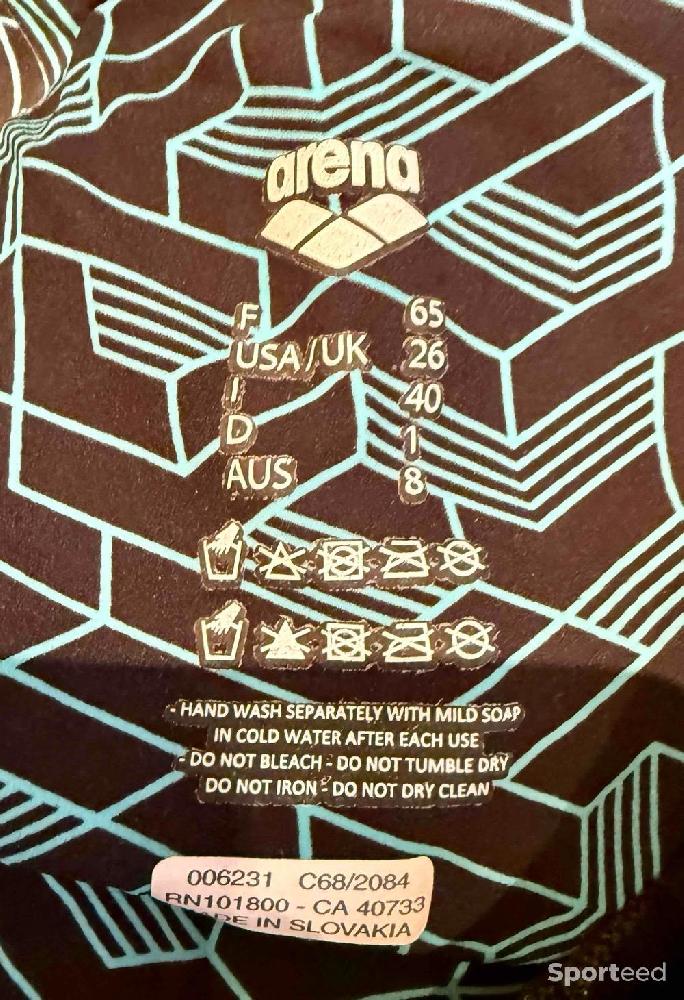 arena
F 65
USA/UK 26
I 40
D 1
AUS 8
- HAND WASH SEPARATELY WITH MILD SOAP
IN COLD WATER AFTER EACH USE
- DO NOT BLEACH - DO NOT TUMBLE DRY
DO NOT IRON - DO NOT DRY CLEAN
006231 C68/2084
RN101800 - CA 40733
MADE IN SLOVAKIA
Sporteed